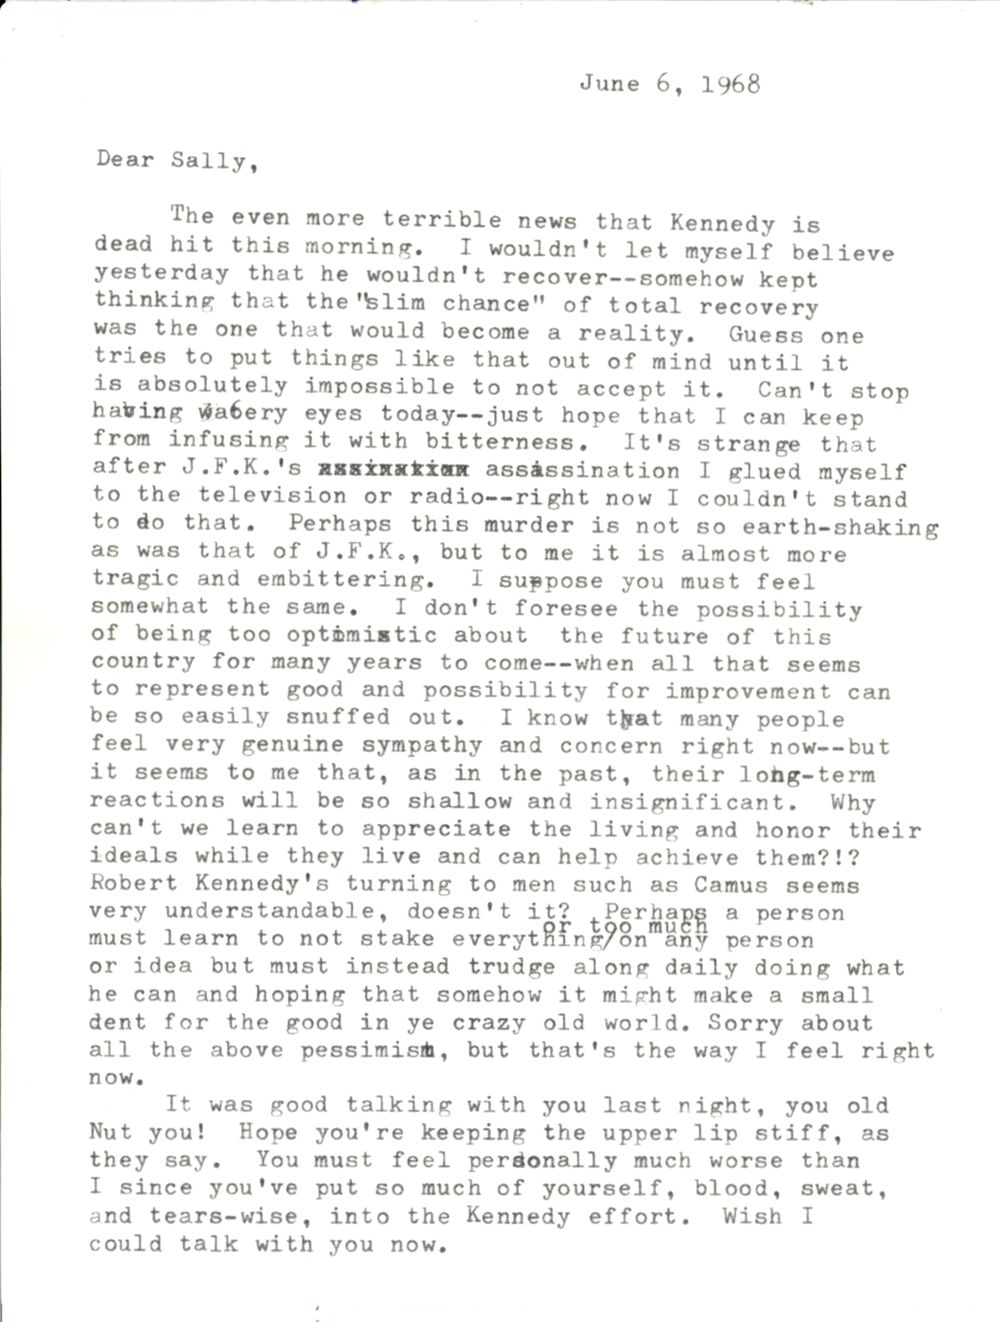 June 6, 1968
Dear Sally,
The even more terrible news that Kennedy is
dead hit this morning. I wouldn't let myself believe
yesterday that he wouldn't recover--somehow kept
thinking that the "slim chance" of total recovery
was the one that would become a reality. Guess one
tries to put things like that out of mind until it
is absolutely impossible to not accept it. Can't stop
having watery eyes today--just hope that I can keep
from infusing it with bitterness. It's strange that
after J.F.K.'s assassination I glued myself
to the television or radio--right now I couldn't stand
to do that. Perhaps this murder is not so earth-shaking
as was that of J.F.K., but to me it is almost more
tragic and embittering. I suppose you must feel
somewhat the same. I don't foresee the possibility
of being too optimistic about the future of this
country for many years to come--when all that seems
to represent good and possibility for improvement can
be so easily snuffed out. I know that many people
feel very genuine sympathy and concern right now--but
it seems to me that, as in the past, their long-term
reactions will be so shallow and insignificant. Why
can't we learn to appreciate the living and honor their
ideals while they live and can help achieve them?!?
Robert Kennedy's turning to men such as Camus seems
very understandable, doesn't it? Perhaps a person
or too much
must learn to not stake everything/on any person
or idea but must instead trudge along daily doing what
he can and hoping that somehow it might make a small
dent for the good in ye crazy old world. Sorry about
all the above pessimism, but that's the way I feel right
now.
It was good talking with you last night, you old
Nut you! Hope you're keeping the upper lip stiff, as
they say. You must feel personally much worse than
I since you've put so much of yourself, blood, sweat,
and tears-wise, into the Kennedy effort. Wish I
could talk with you now.